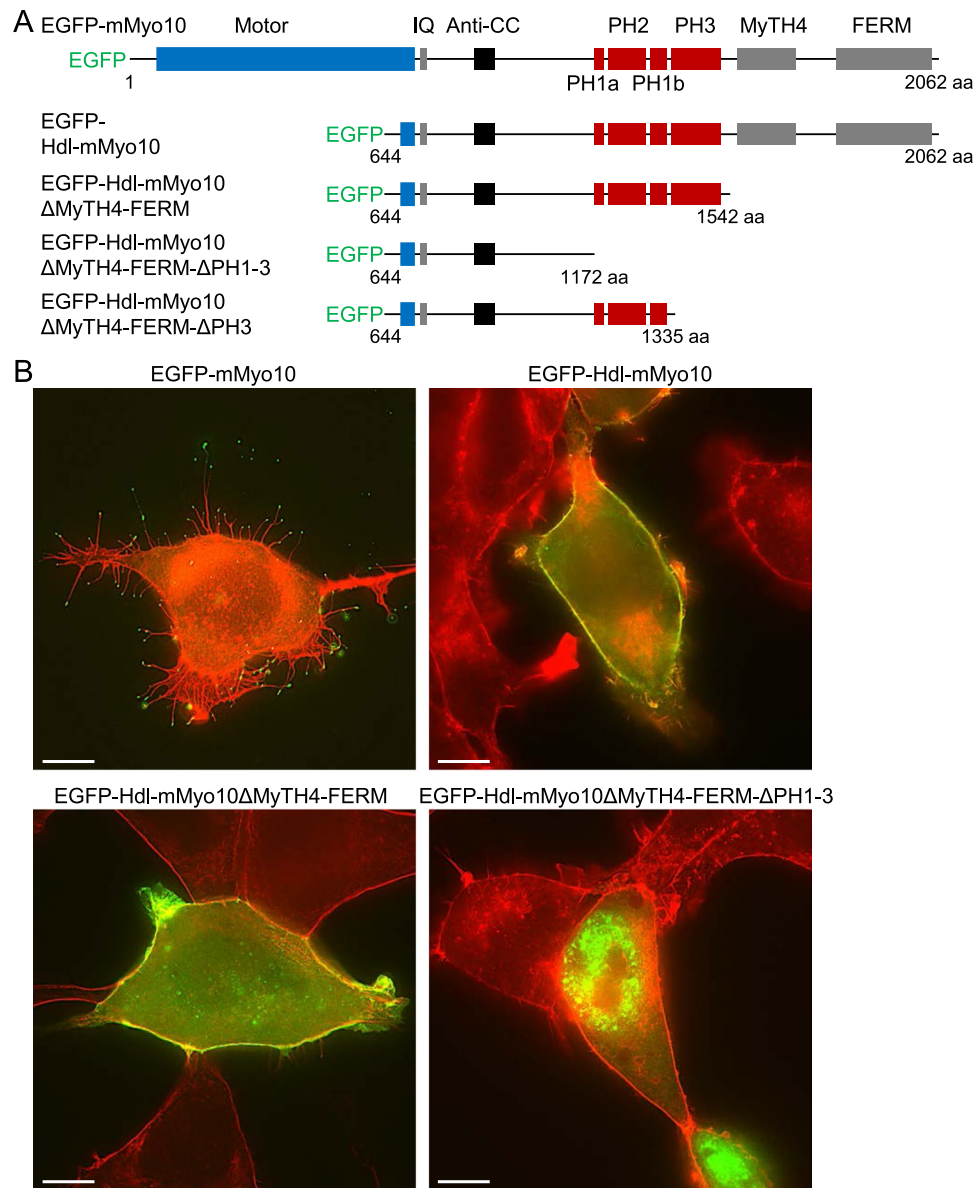 A
EGFP-mMyo10 Motor IQ Anti-CC PH2 PH3 MyTH4 FERM
EGFP
1 PH1a PH1b 2062 aa
EGFP-
Hdl-mMyo10
EGFP
644 2062 aa
EGFP-Hdl-mMyo10
ΔMyTH4-FERM
EGFP
644 1542 aa
EGFP-Hdl-mMyo10
ΔMyTH4-FERM-ΔPH1-3
EGFP
644 1172 aa
EGFP-Hdl-mMyo10
ΔMyTH4-FERM-ΔPH3
EGFP
644 1335 aa
B
EGFP-mMyo10 EGFP-Hdl-mMyo10
EGFP-Hdl-mMyo10ΔMyTH4-FERM EGFP-Hdl-mMyo10ΔMyTH4-FERM-ΔPH1-3